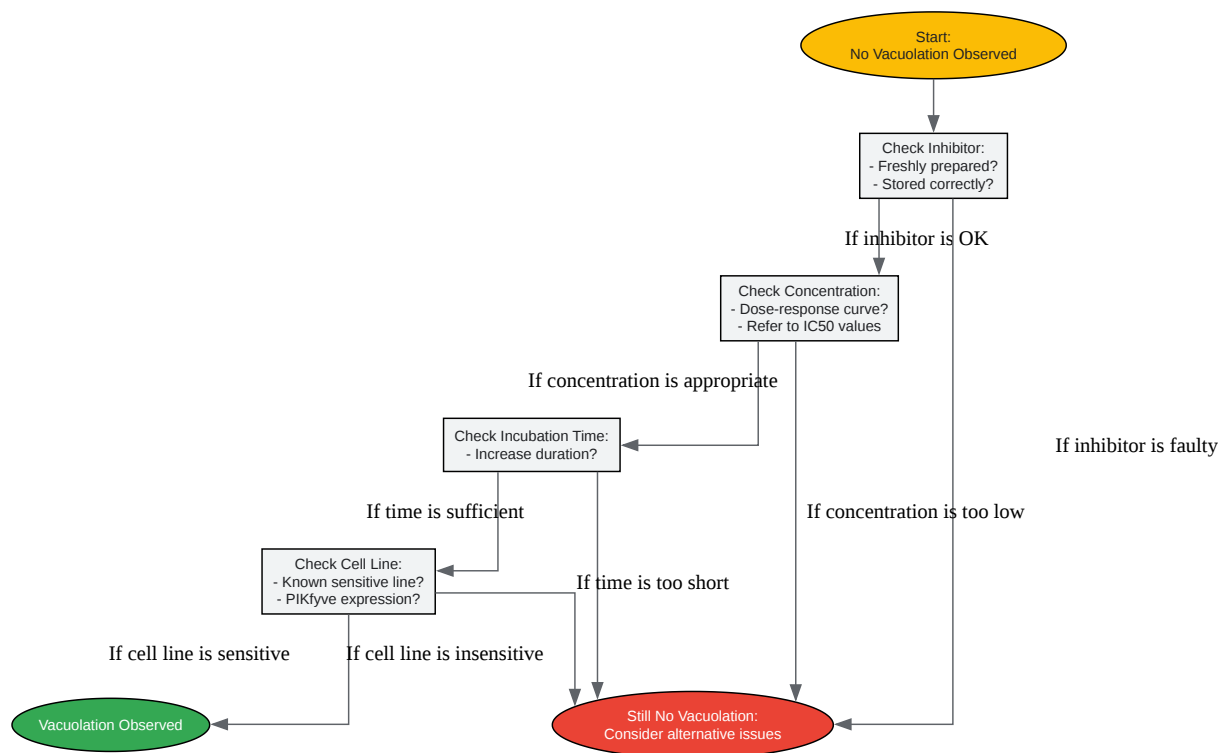 Start:
No Vacuolation Observed
Check Inhibitor:
- Freshly prepared?
- Stored correctly?
If inhibitor is OK
Check Concentration:
- Dose-response curve?
- Refer to IC50 values
If concentration is appropriate
Check Incubation Time:
- Increase duration?
If inhibitor is faulty
If time is sufficient
If concentration is too low
Check Cell Line:
- Known sensitive line?
- PIKfyve expression?
If time is too short
If cell line is sensitive
If cell line is insensitive
Vacuolation Observed
Still No Vacuolation:
Consider alternative issues